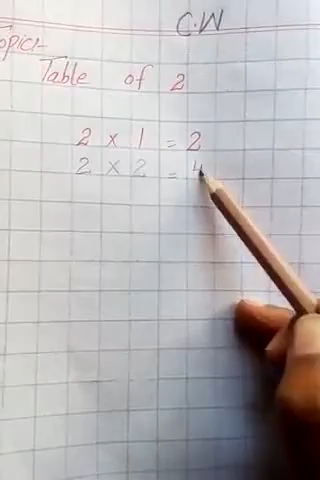 C.W
Topic:-
Table of 2
2 × 1 = 2
2 × 2 = 4